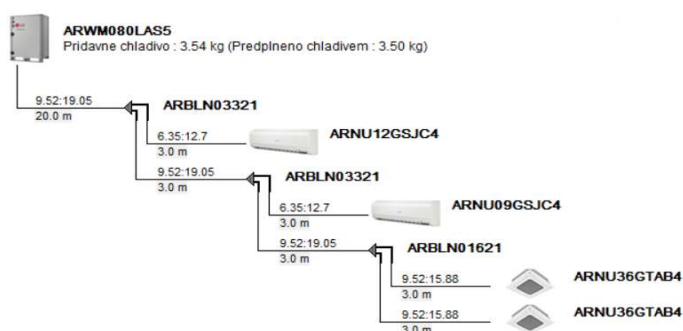 ARWM080LAS5
Pridavne chladivo : 3.54 kg (Predplneno chladivem : 3.50 kg)
9.52:19.05
20.0 m
ARBLN03321
6.35:12.7
3.0 m
ARNU12GSJC4
9.52:19.05
3.0 m
ARBLN03321
6.35:12.7
3.0 m
ARNU09GSJC4
9.52:19.05
3.0 m
ARBLN01621
9.52:15.88
3.0 m
ARNU36GTAB4
9.52:15.88
3.0 m
ARNU36GTAB4